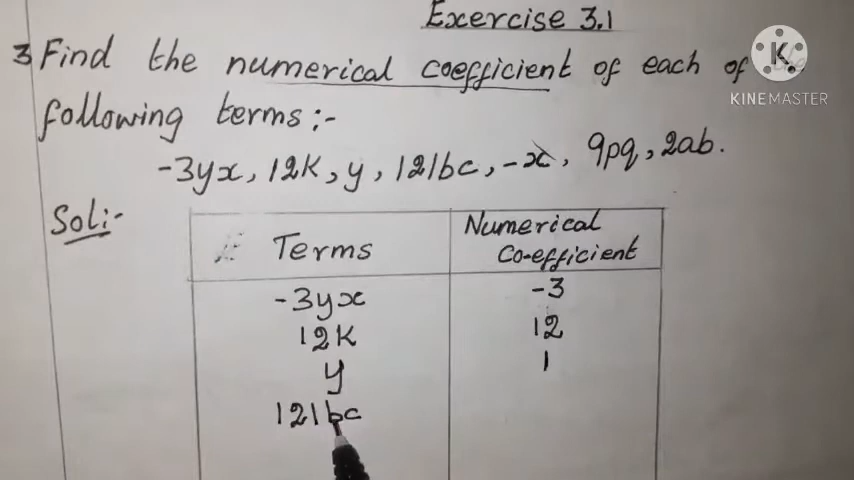 Exercise 3.1
3 Find the numerical coefficient of each of the
following terms:-
-3yx, 12k, y, 121bc, -x, 9pq, 2ab.
Sol:-
Terms
Numerical
Co-efficient
-3yx -3
12k 12
y 1
121bc
K
KINEMASTER